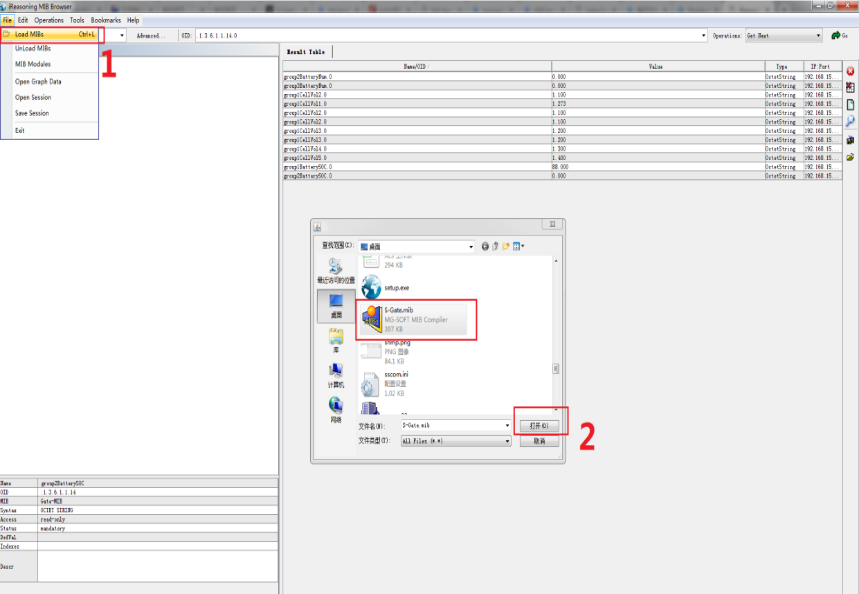 iReasoning MIB Browser
File Edit Operations Tools Bookmarks Help
Load MIBs Ctrl+L
UnLoad MIBs
MIB Modules
Open Graph Data
Open Session
Save Session
Exit
1
Advanced... OID: .1.3.6.1.1.14.0 Operations: Get Next Go
Result Table
Name/OID Value Type IP:Port
group2BatteryNum.0 0.000 OctetString 192.168.15...
group2BatteryNum.0 0.000 OctetString 192.168.15...
group1CellVol2.0 1.100 OctetString 192.168.15...
group1CellVol1.0 1.273 OctetString 192.168.15...
group1CellVol2.0 1.100 OctetString 192.168.15...
group1CellVol2.0 1.100 OctetString 192.168.15...
group1CellVol3.0 1.200 OctetString 192.168.15...
group1CellVol3.0 1.200 OctetString 192.168.15...
group1CellVol4.0 1.300 OctetString 192.168.15...
group1CellVol5.0 1.400 OctetString 192.168.15...
group1BatterySOC.0 88.000 OctetString 192.168.15...
group2BatterySOC.0 0.000 OctetString 192.168.15...
查找范围(I): 桌面
最近访问的位置
桌面
库
计算机
网络
294 KB
setup.exe
S-Gate.mib
MG-SOFT MIB Compiler
307 KB
snmp.png
PNG 图像
84.1 KB
sscom.ini
配置设置
1.02 KB
文件名(N): S-Gate.mib 打开(O)
文件类型(T): All Files (*.*) 取消
2
Name group2BatterySOC
OID .1.3.6.1.1.14
MIB Gate-MIB
Syntax OCTET STRING
Access read-only
Status mandatory
DefVal
Indexes
Descr